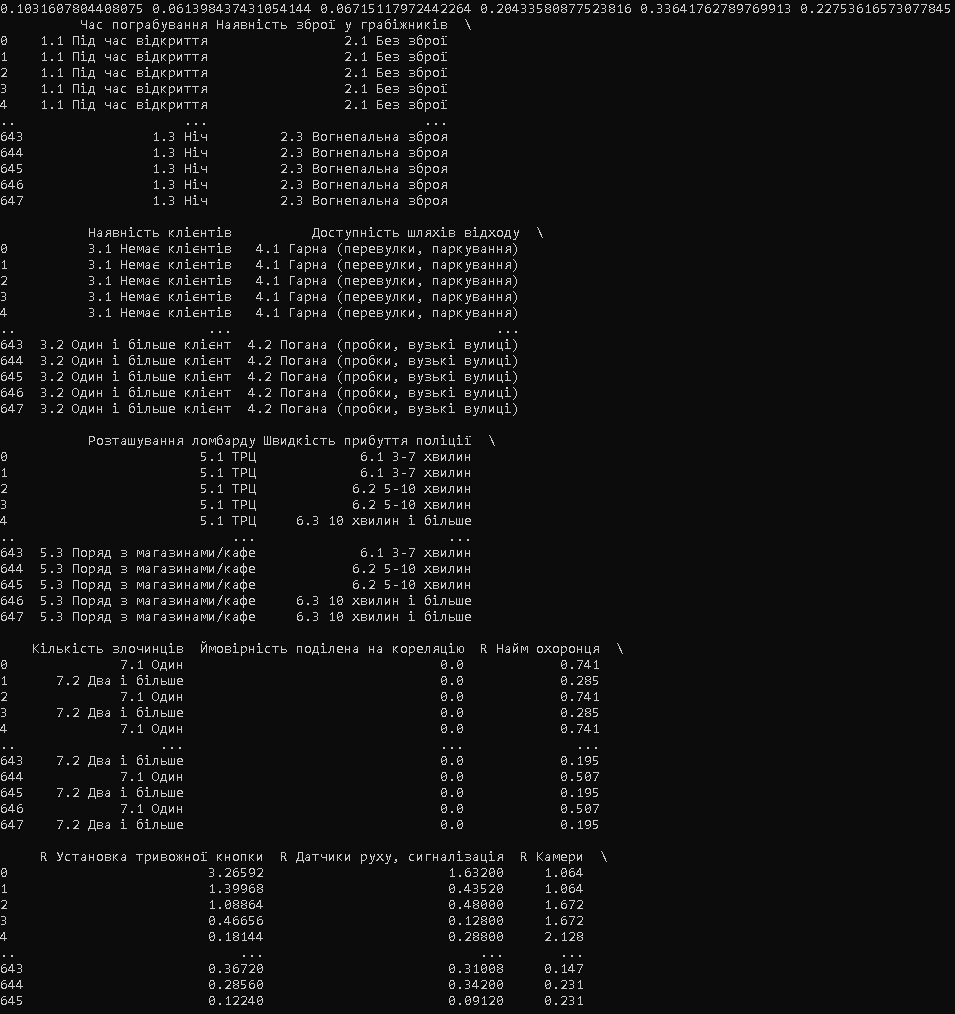 0.1031607804408075 0.061398437431054144 0.06715117972442264 0.20433580877523816 0.33641762789769913 0.22753616573077845
Час пограбування Наявність зброї у грабіжників \
0 1.1 Під час відкриття 2.1 Без зброї
1 1.1 Під час відкриття 2.1 Без зброї
2 1.1 Під час відкриття 2.1 Без зброї
3 1.1 Під час відкриття 2.1 Без зброї
4 1.1 Під час відкриття 2.1 Без зброї
.. ... ...
643 1.3 Ніч 2.3 Вогнепальна зброя
644 1.3 Ніч 2.3 Вогнепальна зброя
645 1.3 Ніч 2.3 Вогнепальна зброя
646 1.3 Ніч 2.3 Вогнепальна зброя
647 1.3 Ніч 2.3 Вогнепальна зброя
Наявність клієнтів Доступність шляхів відходу \
0 3.1 Немає клієнтів 4.1 Гарна (перевулки, паркування)
1 3.1 Немає клієнтів 4.1 Гарна (перевулки, паркування)
2 3.1 Немає клієнтів 4.1 Гарна (перевулки, паркування)
3 3.1 Немає клієнтів 4.1 Гарна (перевулки, паркування)
4 3.1 Немає клієнтів 4.1 Гарна (перевулки, паркування)
.. ... ...
643 3.2 Один і більше клієнт 4.2 Погана (пробки, вузькі вулиці)
644 3.2 Один і більше клієнт 4.2 Погана (пробки, вузькі вулиці)
645 3.2 Один і більше клієнт 4.2 Погана (пробки, вузькі вулиці)
646 3.2 Один і більше клієнт 4.2 Погана (пробки, вузькі вулиці)
647 3.2 Один і більше клієнт 4.2 Погана (пробки, вузькі вулиці)
Розташування ломбарду Швидкість прибуття поліції \
0 5.1 ТРЦ 6.1 3-7 хвилин
1 5.1 ТРЦ 6.1 3-7 хвилин
2 5.1 ТРЦ 6.2 5-10 хвилин
3 5.1 ТРЦ 6.2 5-10 хвилин
4 5.1 ТРЦ 6.3 10 хвилин і більше
.. ... ...
643 5.3 Поряд з магазинами/кафе 6.1 3-7 хвилин
644 5.3 Поряд з магазинами/кафе 6.2 5-10 хвилин
645 5.3 Поряд з магазинами/кафе 6.2 5-10 хвилин
646 5.3 Поряд з магазинами/кафе 6.3 10 хвилин і більше
647 5.3 Поряд з магазинами/кафе 6.3 10 хвилин і більше
Кількість злочинців Ймовірність поділена на кореляцію R Найм охоронця \
0 7.1 Один 0.0 0.741
1 7.2 Два і більше 0.0 0.285
2 7.1 Один 0.0 0.741
3 7.2 Два і більше 0.0 0.285
4 7.1 Один 0.0 0.741
.. ... ... ...
643 7.2 Два і більше 0.0 0.195
644 7.1 Один 0.0 0.507
645 7.2 Два і більше 0.0 0.195
646 7.1 Один 0.0 0.507
647 7.2 Два і більше 0.0 0.195
R Установка тривожної кнопки R Датчики руху, сигналізація R Камери \
0 3.26592 1.63200 1.064
1 1.39968 0.43520 1.064
2 1.08864 0.48000 1.672
3 0.46656 0.12800 1.672
4 0.18144 0.28800 2.128
.. ... ... ...
643 0.36720 0.31008 0.147
644 0.28560 0.34200 0.231
645 0.12240 0.09120 0.231